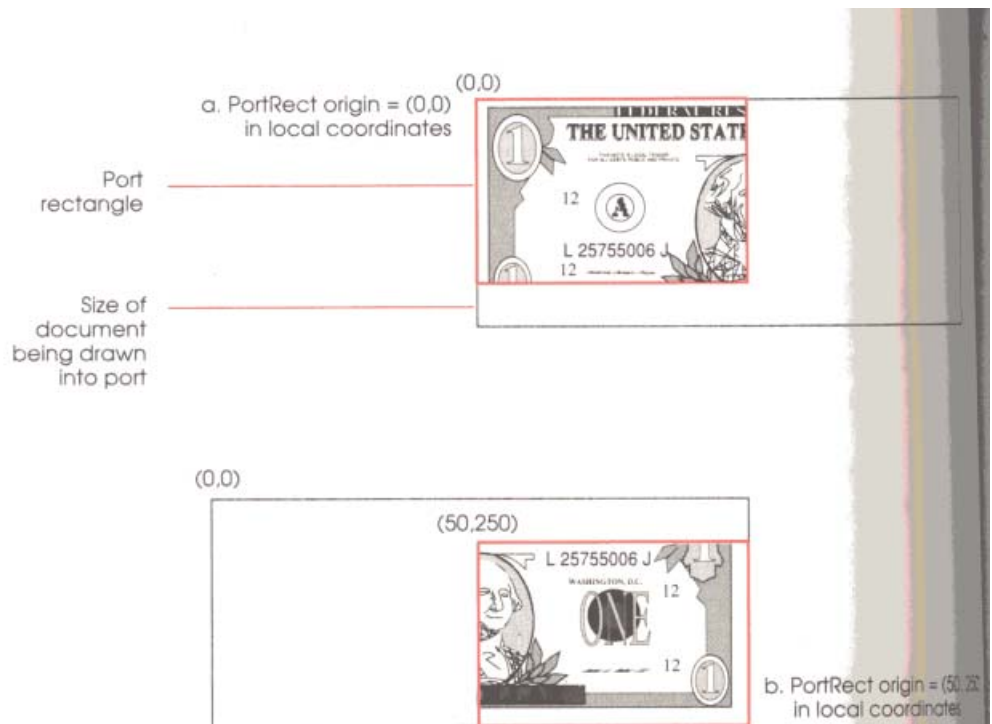 (0,0)
a. PortRect origin = (0,0)
in local coordinates
Port
rectangle
Size of
document
being drawn
into port
THE UNITED STATE
12
A
L 25755006 J
12
1
(0,0)
(50,250)
L 25755006 J
WASHINGTON, D.C.
12
ONE
12
1
b. PortRect origin = (50,
in local coordinates